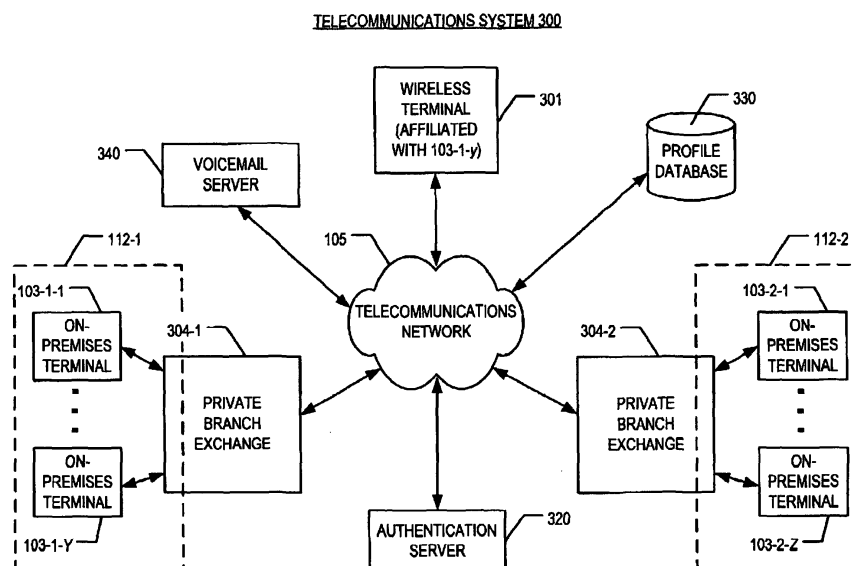 TELECOMMUNICATIONS SYSTEM 300
WIRELESS
TERMINAL
(AFFILIATED
WITH 103-1-y)
301
330
PROFILE
DATABASE
340
VOICEMAIL
SERVER
112-1
105
112-2
103-1-1
ON-
PREMISES
TERMINAL
304-1
TELECOMMUNICATIONS
NETWORK
304-2
103-2-1
ON-
PREMISES
TERMINAL
PRIVATE
BRANCH
EXCHANGE
PRIVATE
BRANCH
EXCHANGE
ON-
PREMISES
TERMINAL
103-1-Y
ON-
PREMISES
TERMINAL
103-2-Z
AUTHENTICATION
SERVER
320